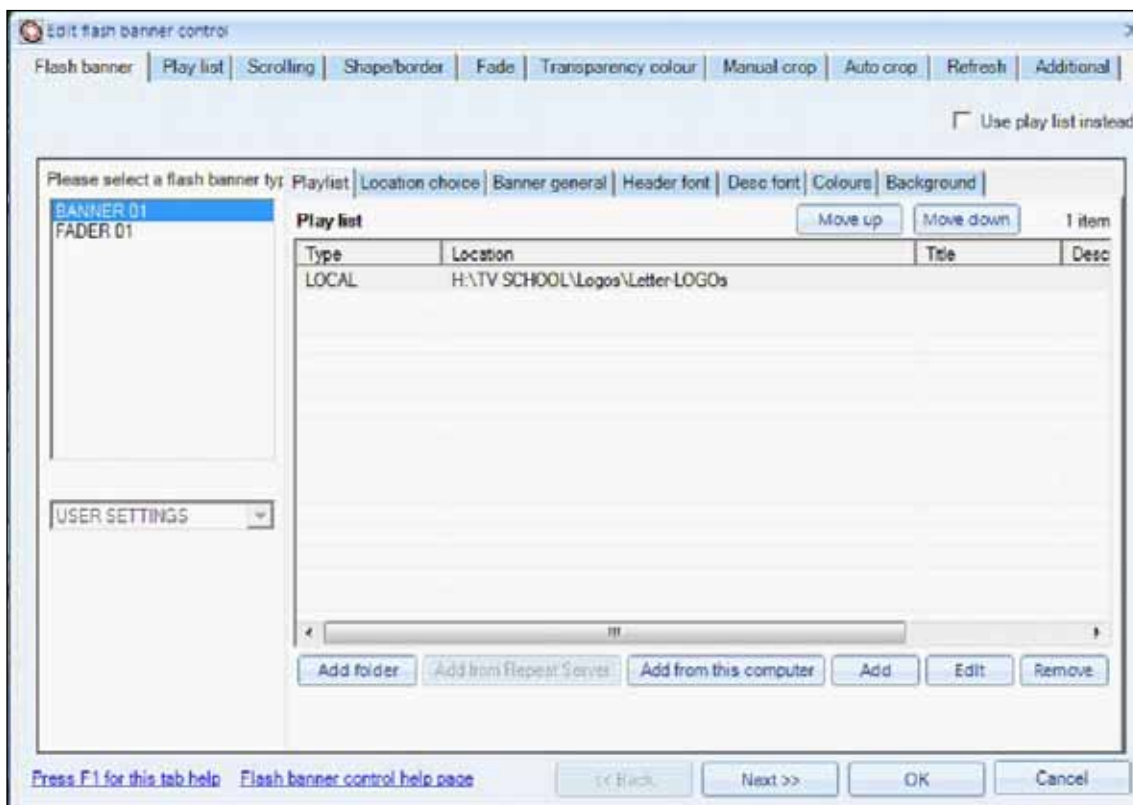 Edit flash banner control
Flash banner Play list Scrolling Shape/border Fade Transparency colour Manual crop Auto crop Refresh Additional
Use play list instead
Please select a flash banner typ
BANNER 01
FADER 01
USER SETTINGS
Playlist Location choice Banner general Header font Desc font Colours Background
Play list Move up Move down 1 item
Type Location Title Desc
LOCAL H:\TV SCHOOL\Logos\Letter-LOGOs
Add folder Add from Repeat Server Add from this computer Add Edit Remove
Press F1 for this tab help Flash banner control help page << Back Next >> OK Cancel